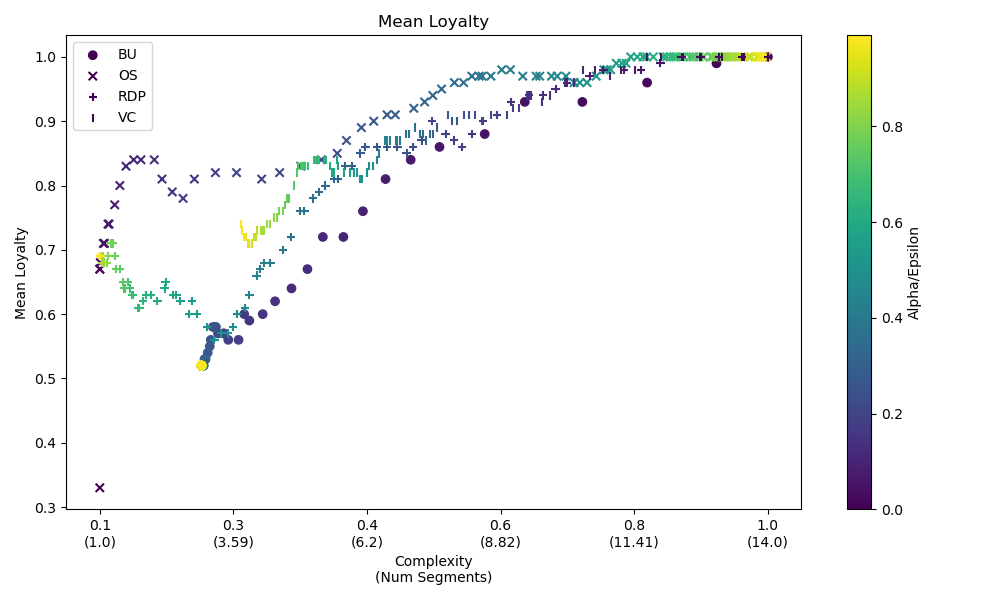 Mean Loyalty
BU
OS
RDP
VC
Mean Loyalty
1.0
0.9
0.8
0.7
0.6
0.5
0.4
0.3
0.1 0.3 0.4 0.6 0.8 1.0
(1.0) (3.59) (6.2) (8.82) (11.41) (14.0)
Complexity
(Num Segments)
0.8
0.6
0.4
0.2
0.0
Alpha/Epsilon